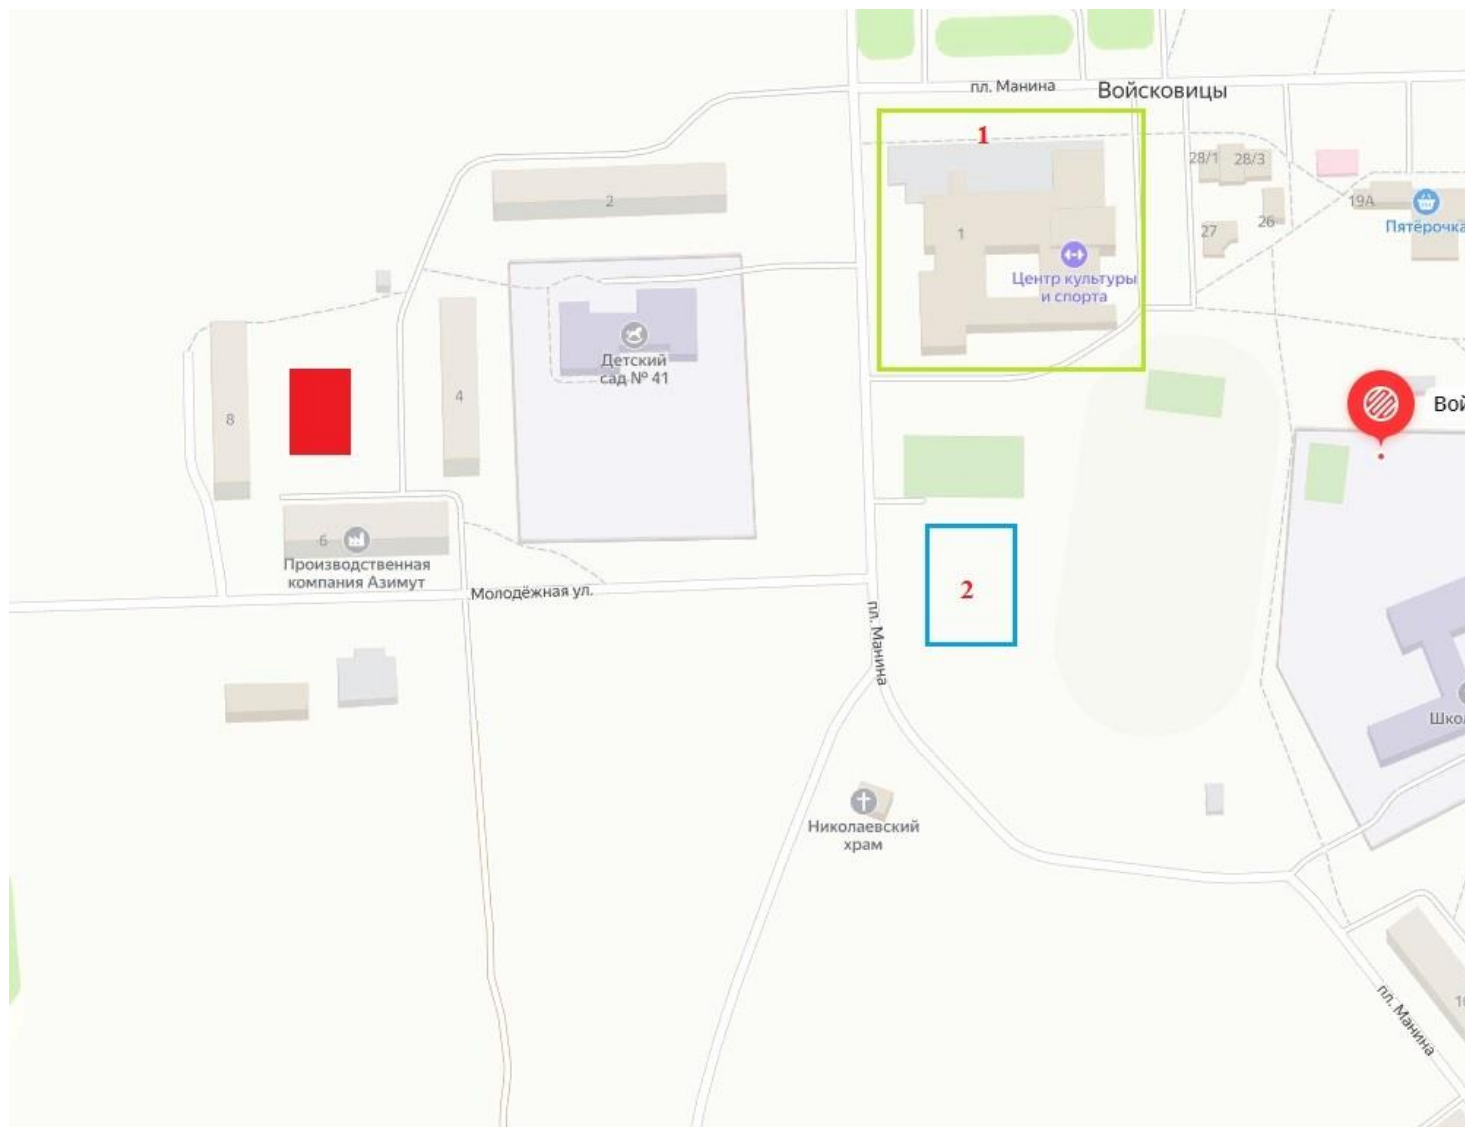 пл. Манина
Войсковицы
1
28/1
28/3
2
19А
Пятёрочка
1
26
27
Центр культуры
и спорта
Детский
сад № 41
4
8
Вой
6
Производственная
компания Азимут
Молодёжная ул.
2
пл. Манина
Шко
Николаевский
храм
пл. Манина